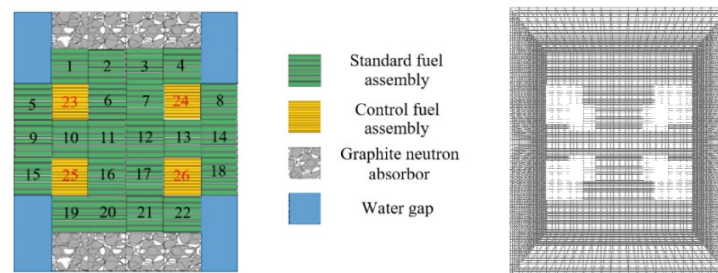 1 2 3 4
5 23 6 7 24 8
9 10 11 12 13 14
15 25 16 17 26 18
19 20 21 22
Standard fuel
assembly
Control fuel
assembly
Graphite neutron
absorbor
Water gap